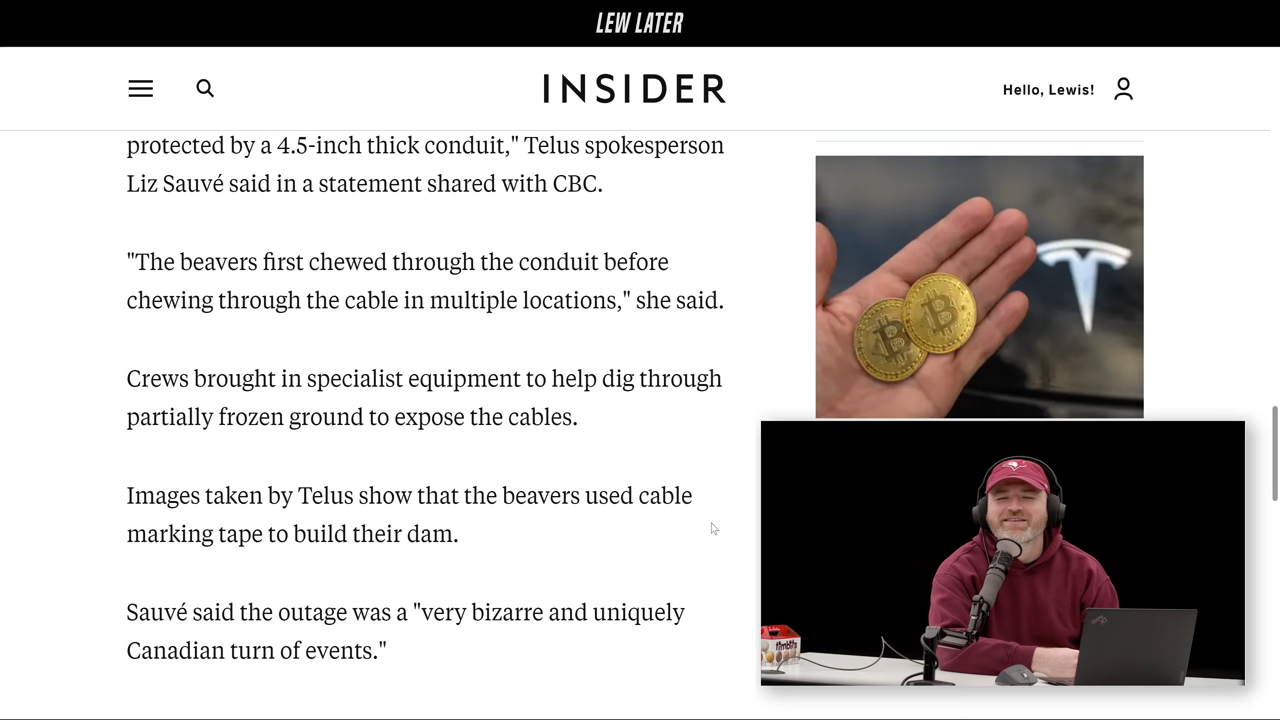 LEW LATER
INSIDER
Hello, Lewis!
protected by a 4.5-inch thick conduit," Telus spokesperson
Liz Sauvé said in a statement shared with CBC.
"The beavers first chewed through the conduit before
chewing through the cable in multiple locations," she said.
Crews brought in specialist equipment to help dig through
partially frozen ground to expose the cables.
Images taken by Telus show that the beavers used cable
marking tape to build their dam.
Sauvé said the outage was a "very bizarre and uniquely
Canadian turn of events."